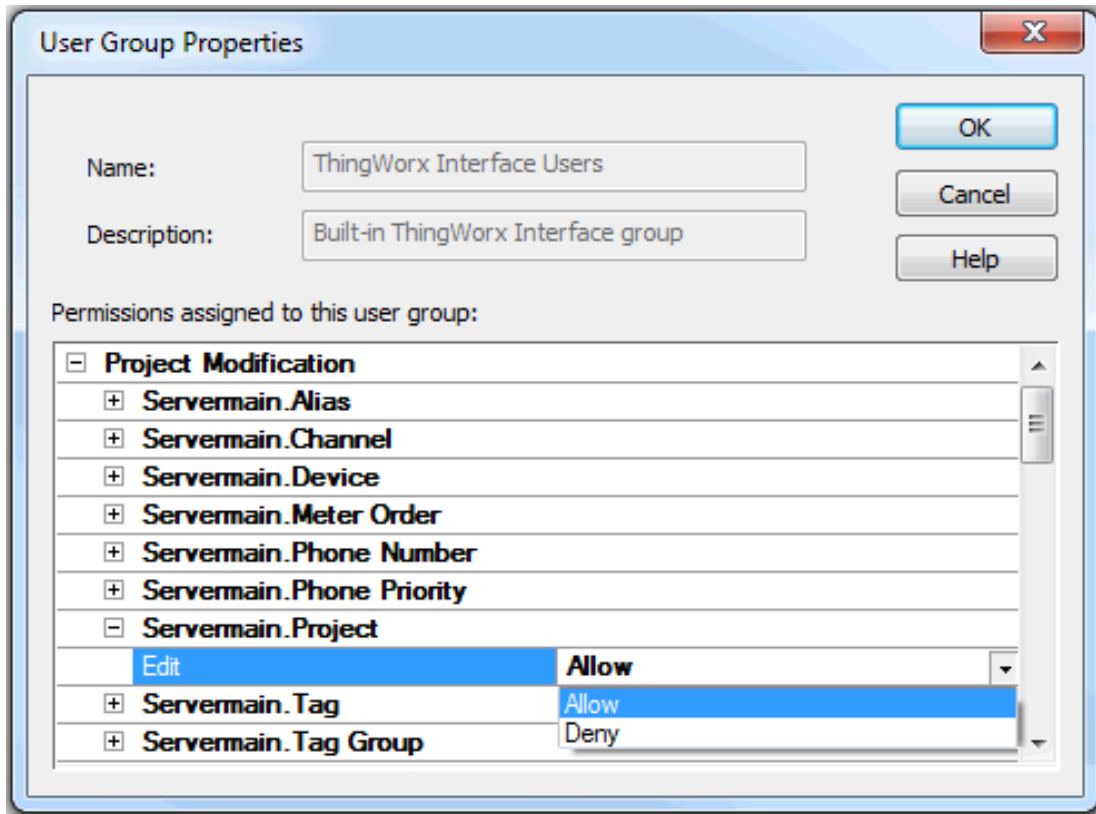 User Group Properties
OK
Name:
ThingWorx Interface Users
Cancel
Description:
Built-in ThingWorx Interface group
Help
Permissions assigned to this user group:
Project Modification
Servermain.Alias
Servermain.Channel
Servermain.Device
Servermain.Meter Order
Servermain.Phone Number
Servermain.Phone Priority
Servermain.Project
Edit Allow
Servermain.Tag
Allow
Deny
Servermain.Tag Group